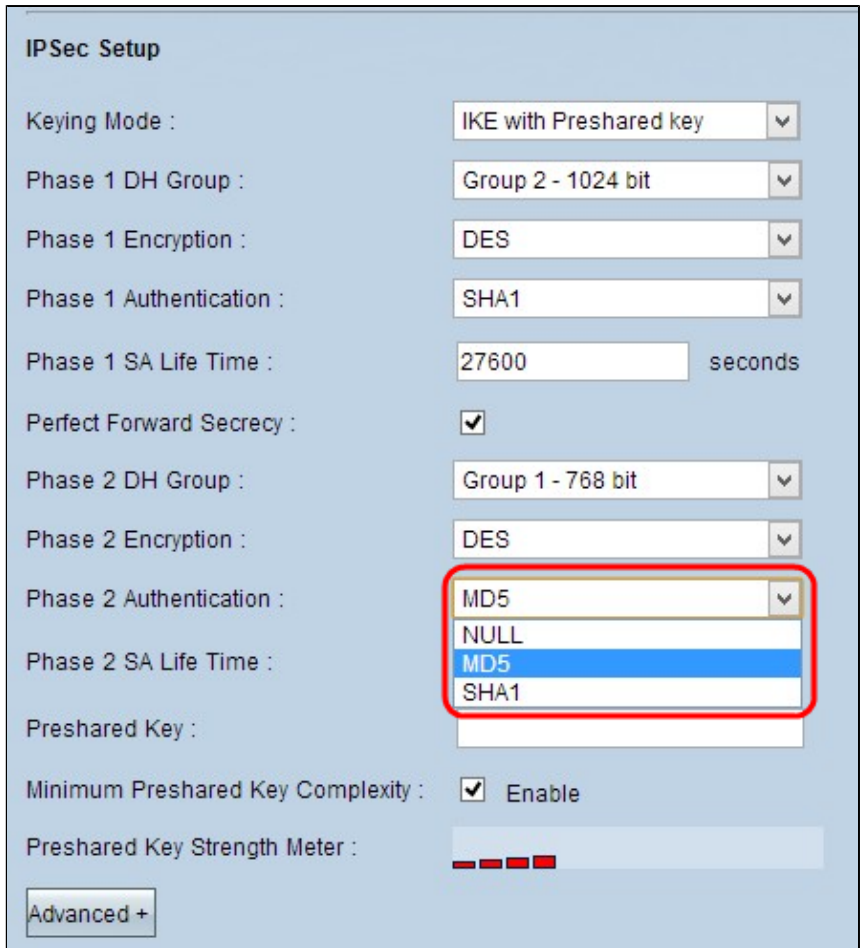 IPSec Setup
Keying Mode : IKE with Preshared key
Phase 1 DH Group : Group 2 - 1024 bit
Phase 1 Encryption : DES
Phase 1 Authentication : SHA1
Phase 1 SA Life Time : 27600 seconds
Perfect Forward Secrecy :
Phase 2 DH Group : Group 1 - 768 bit
Phase 2 Encryption : DES
Phase 2 Authentication : MD5
NULL
Phase 2 SA Life Time : MD5
SHA1
Preshared Key :
Minimum Preshared Key Complexity : Enable
Preshared Key Strength Meter :
Advanced +